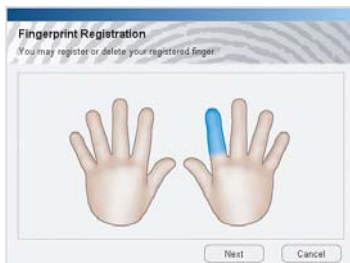 Fingerprint Registration
You may register or delete your registered finger
Next
Cancel